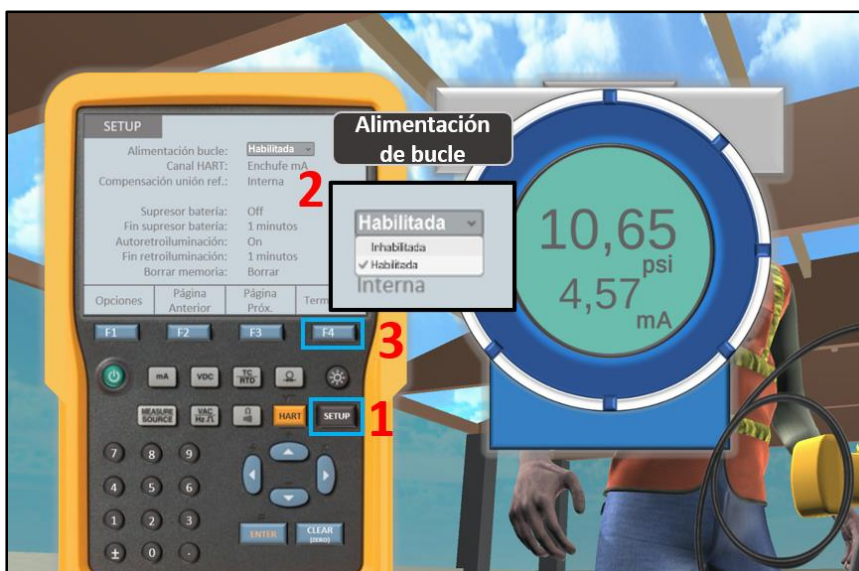 SETUP
Alimentación bucle: Habilitada
Canal HART: Enchufe mA
Compensación unión ref.: Interna
Supresor batería: Off
Fin supresor batería: 1 minutos
Autoretroiluminación: On
Fin retroiluminación: 1 minutos
Borrar memoria: Borrar
Opciones
Página
Anterior
Página
Próx.
Term
F1 F2 F3 F4
3
mA VDC TC RTD
MEASURE SOURCE VAC Hz Ω HART SETUP
1
7 8 9
4 5 6
1 2 3
± 0 .
ENTER CLEAR (ZERO)
2
Alimentación
de bucle
Habilitada
Inhabilitada
✓ Habilitada
Interna
10,65
psi
4,57
mA